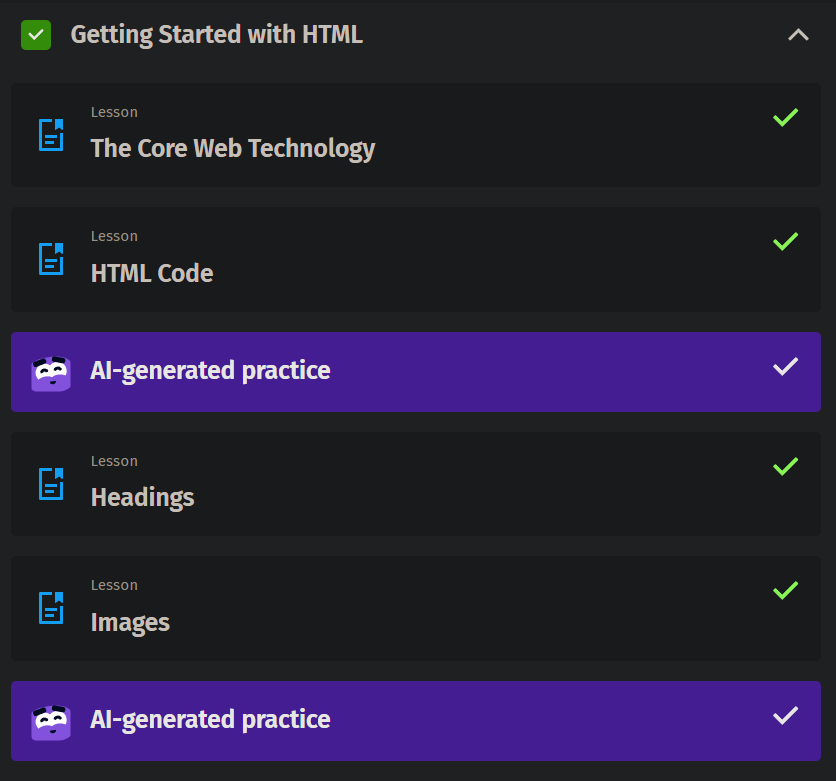 Getting Started with HTML
Lesson
The Core Web Technology
Lesson
HTML Code
AI-generated practice
Lesson
Headings
Lesson
Images
AI-generated practice